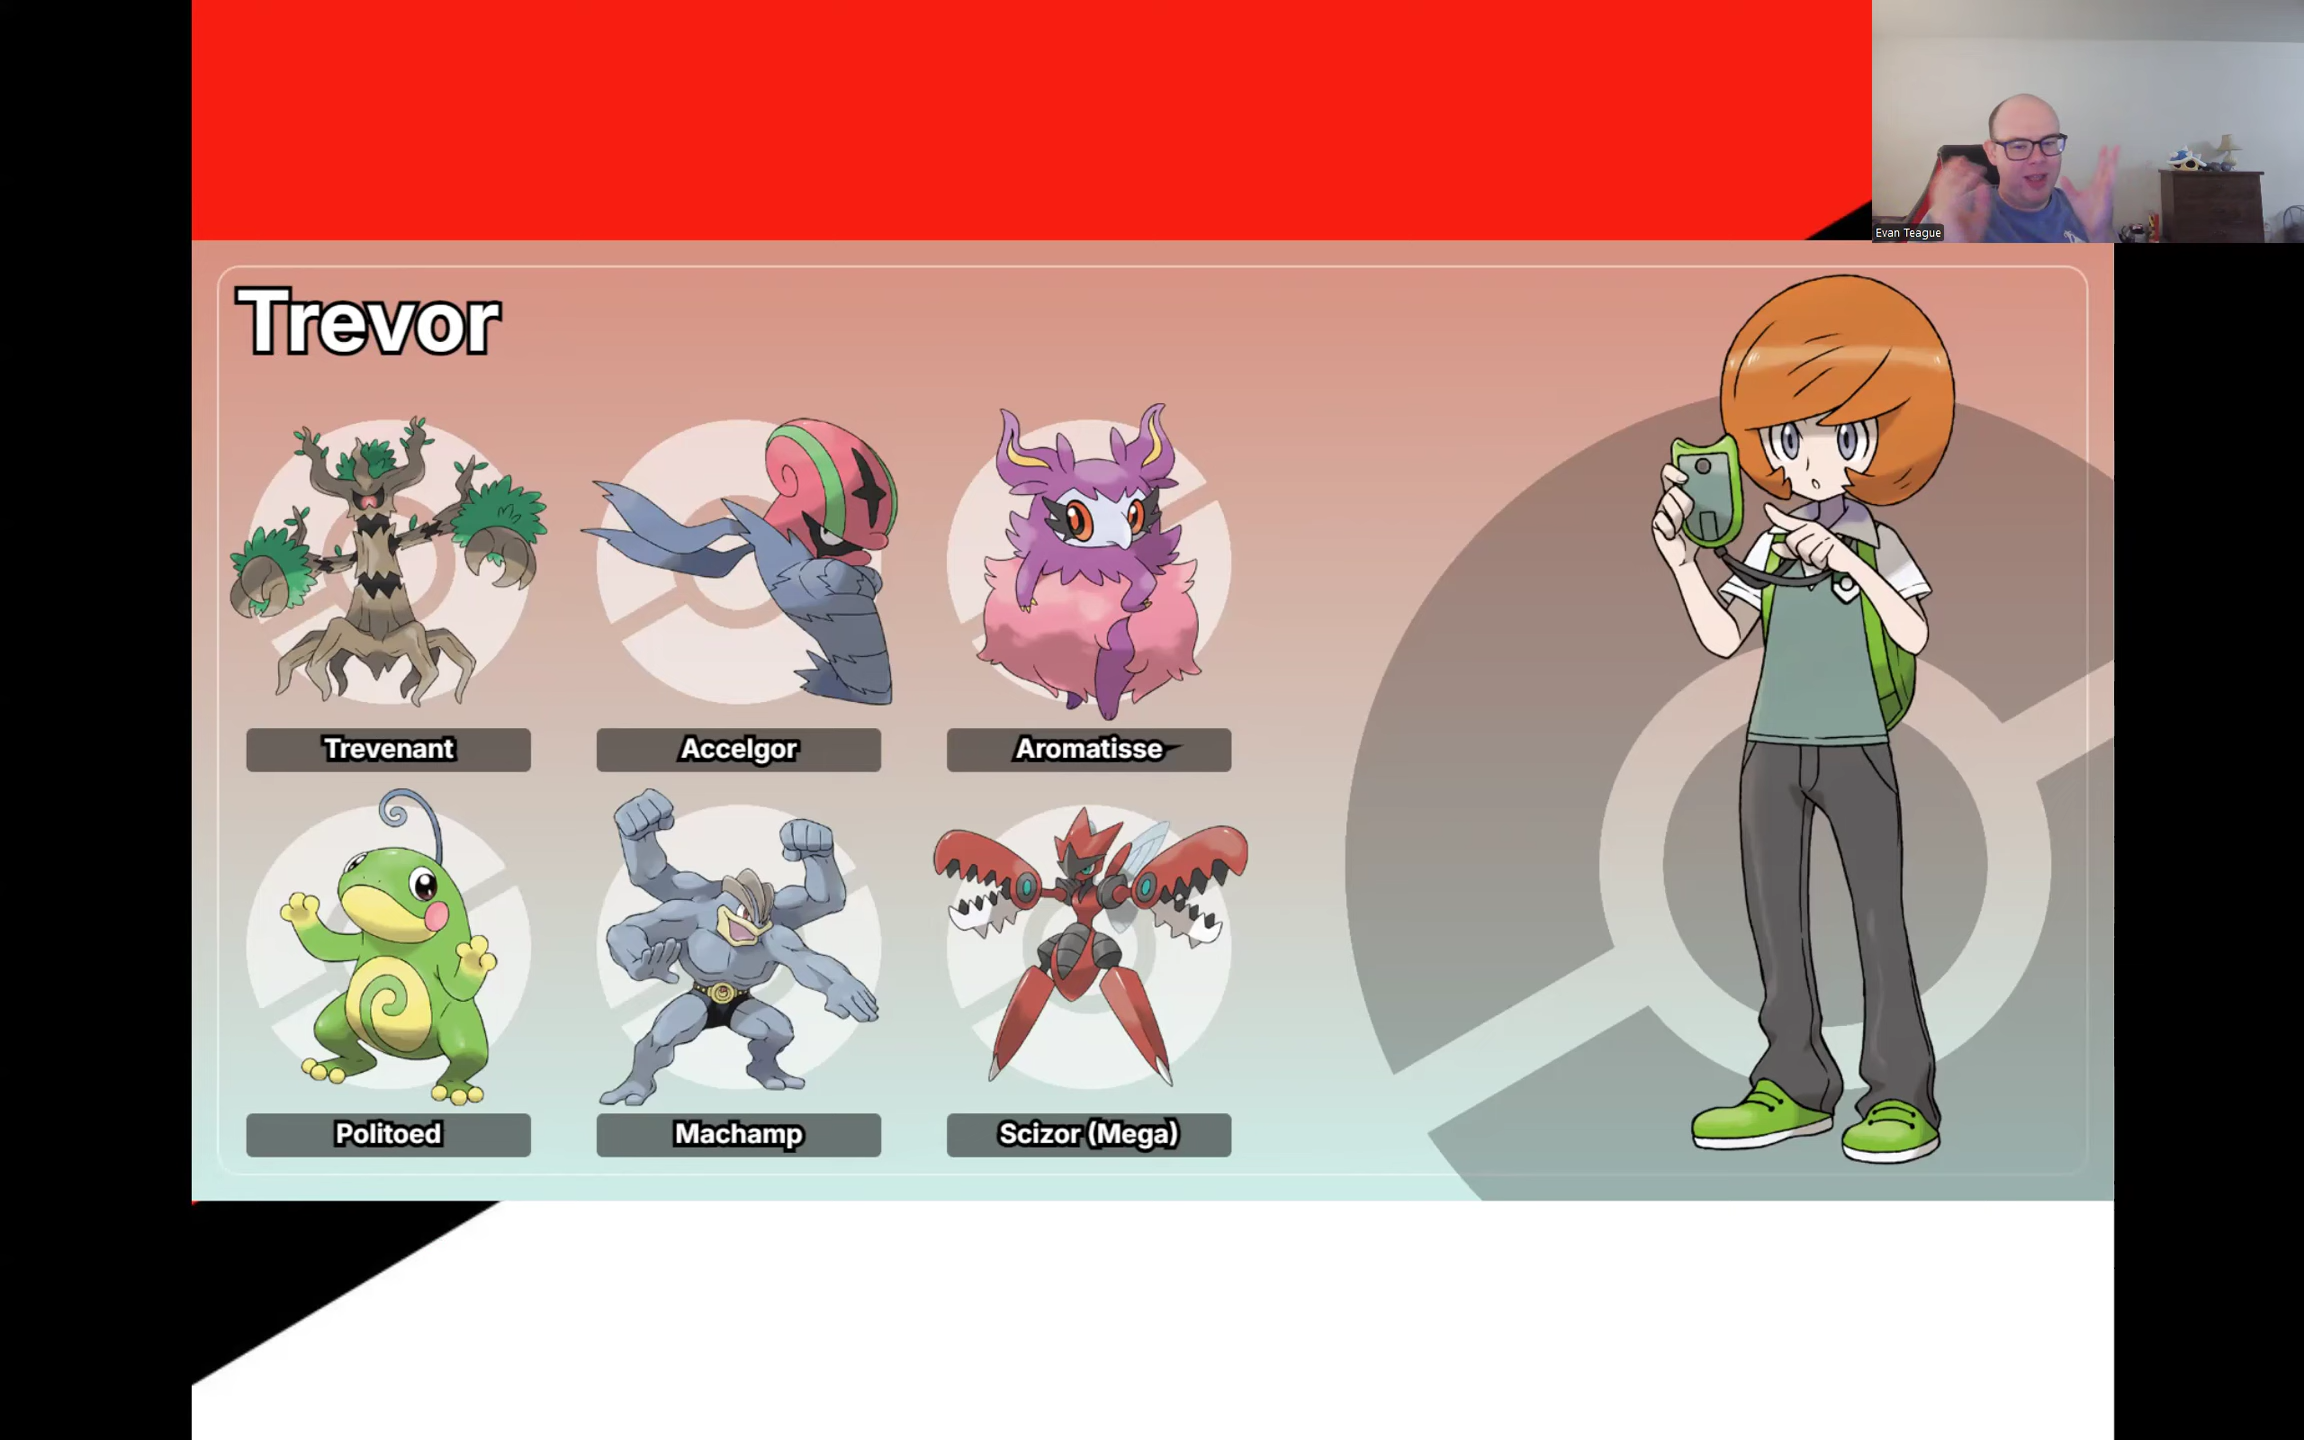 Evan Teague
Trevor
Trevenant
Accelgor
Aromatisse
Politoed
Machamp
Scizor (Mega)